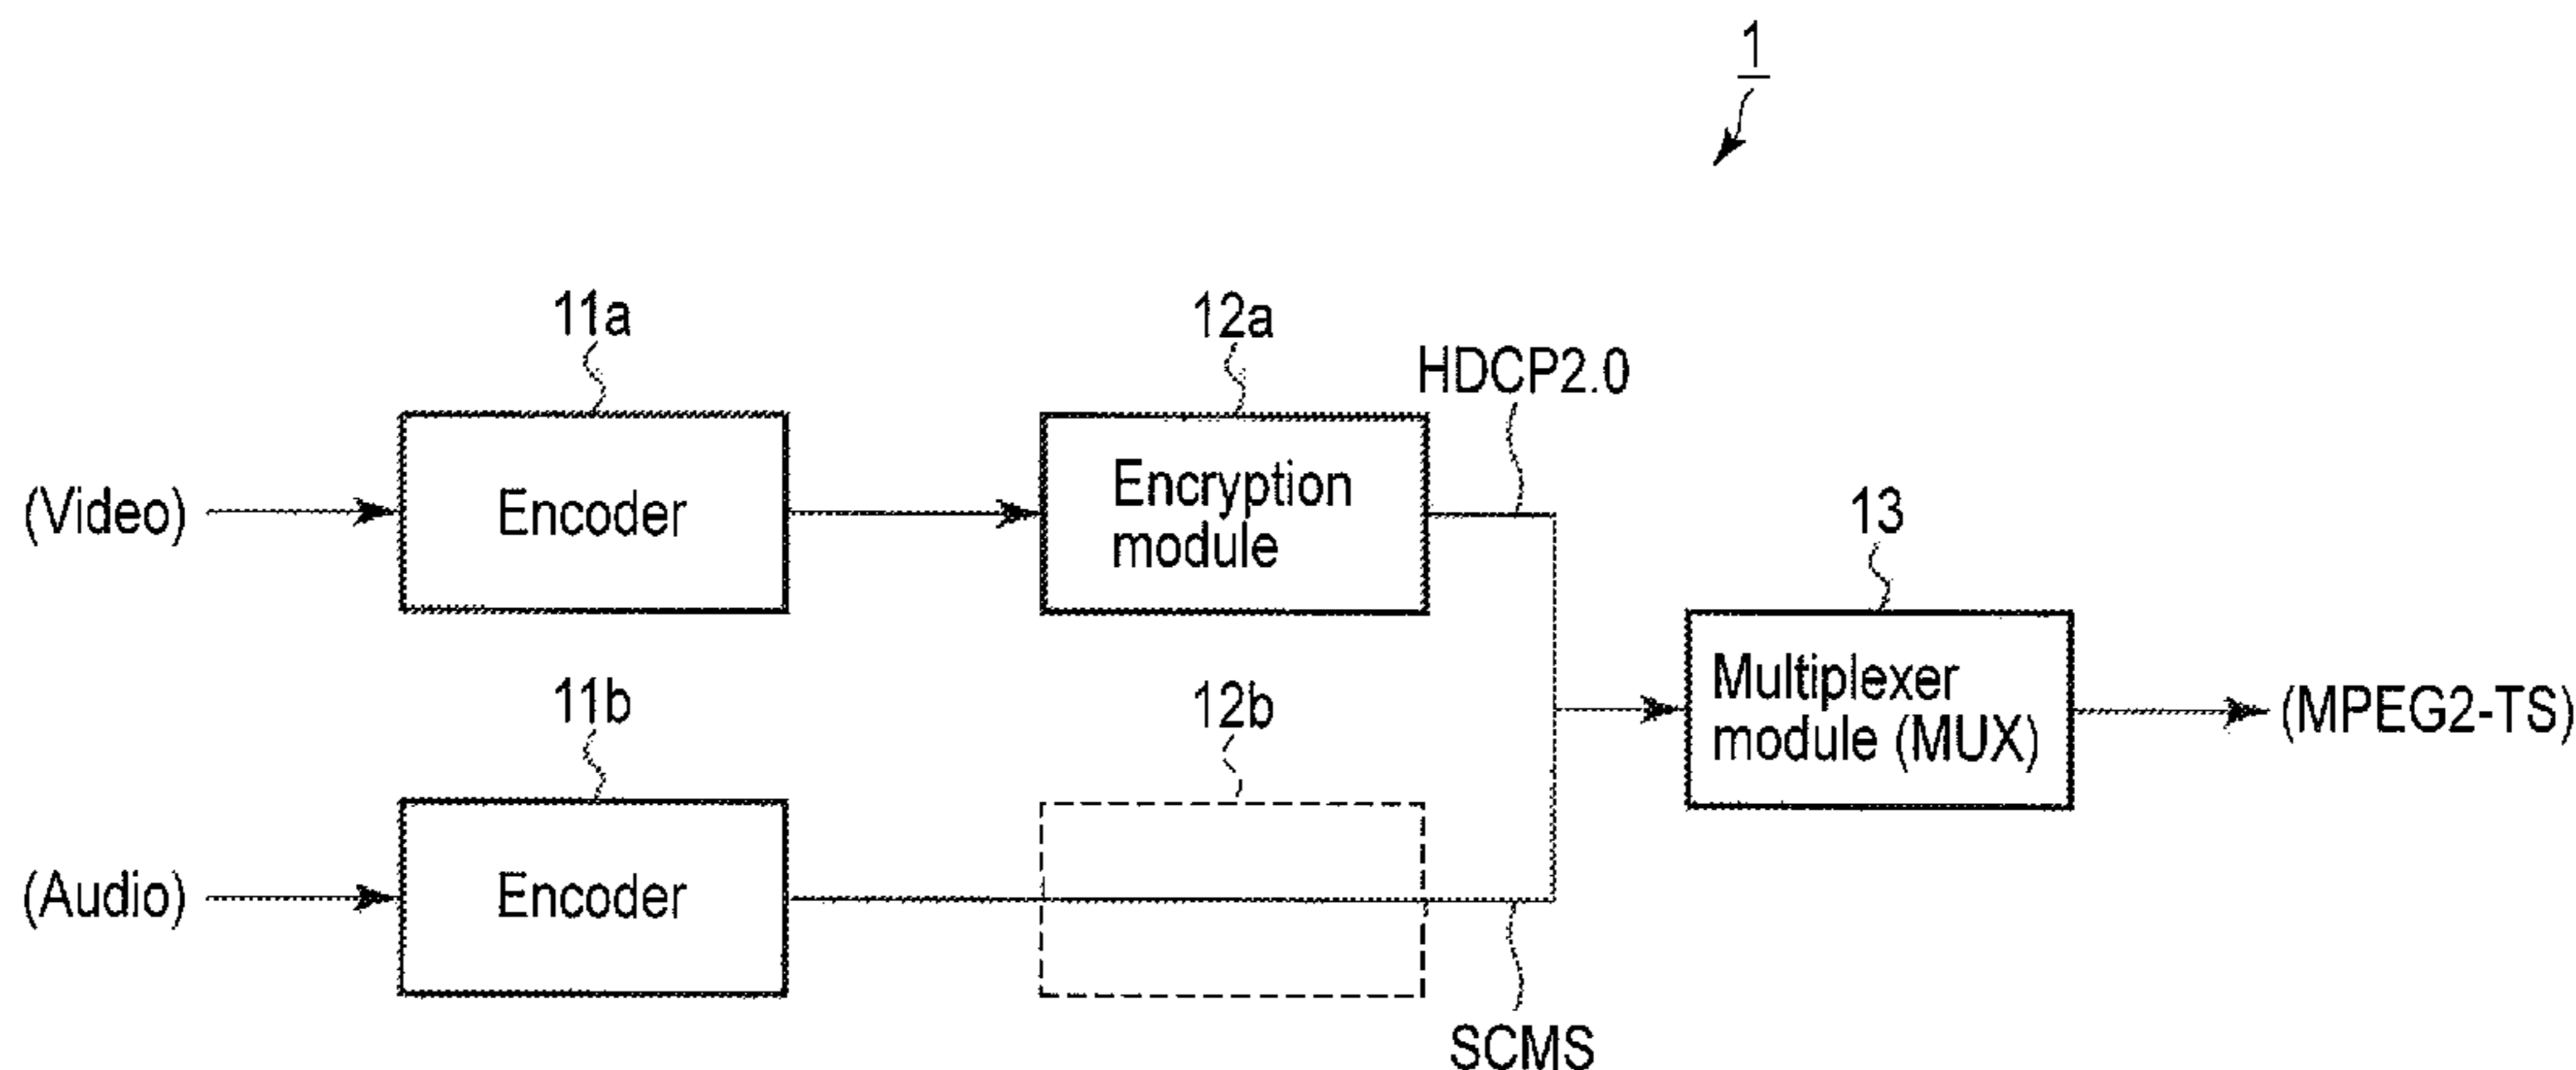 1
11a
12a
HDCP2.0
(Video)
Encoder
Encryption
module
13
Multiplexer
module (MUX)
(MPEG2-TS)
11b
12b
(Audio)
Encoder
SCMS